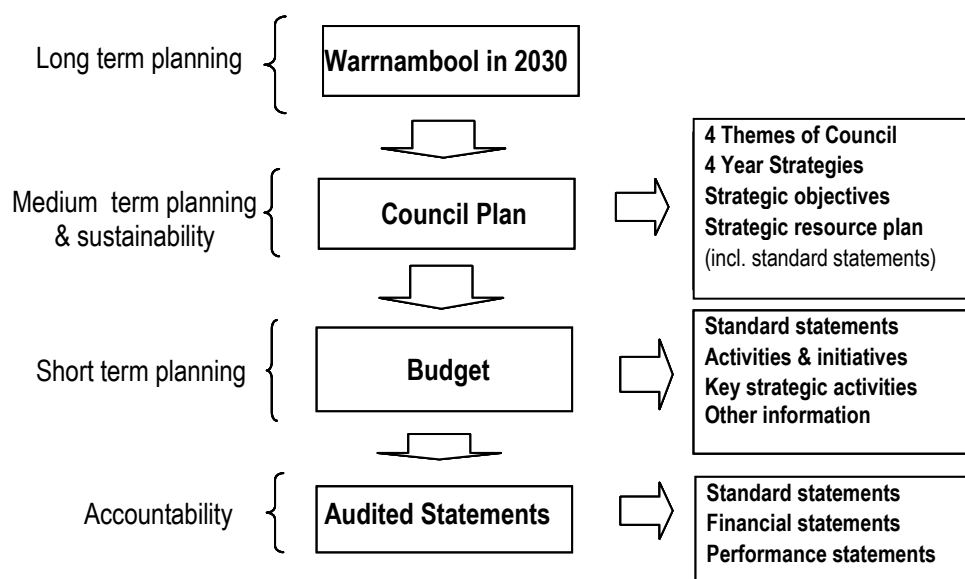 Long term planning
Warrnambool in 2030
Medium term planning
& sustainability
Council Plan
4 Themes of Council
4 Year Strategies
Strategic objectives
Strategic resource plan
(incl. standard statements)
Short term planning
Budget
Standard statements
Activities & initiatives
Key strategic activities
Other information
Accountability
Audited Statements
Standard statements
Financial statements
Performance statements